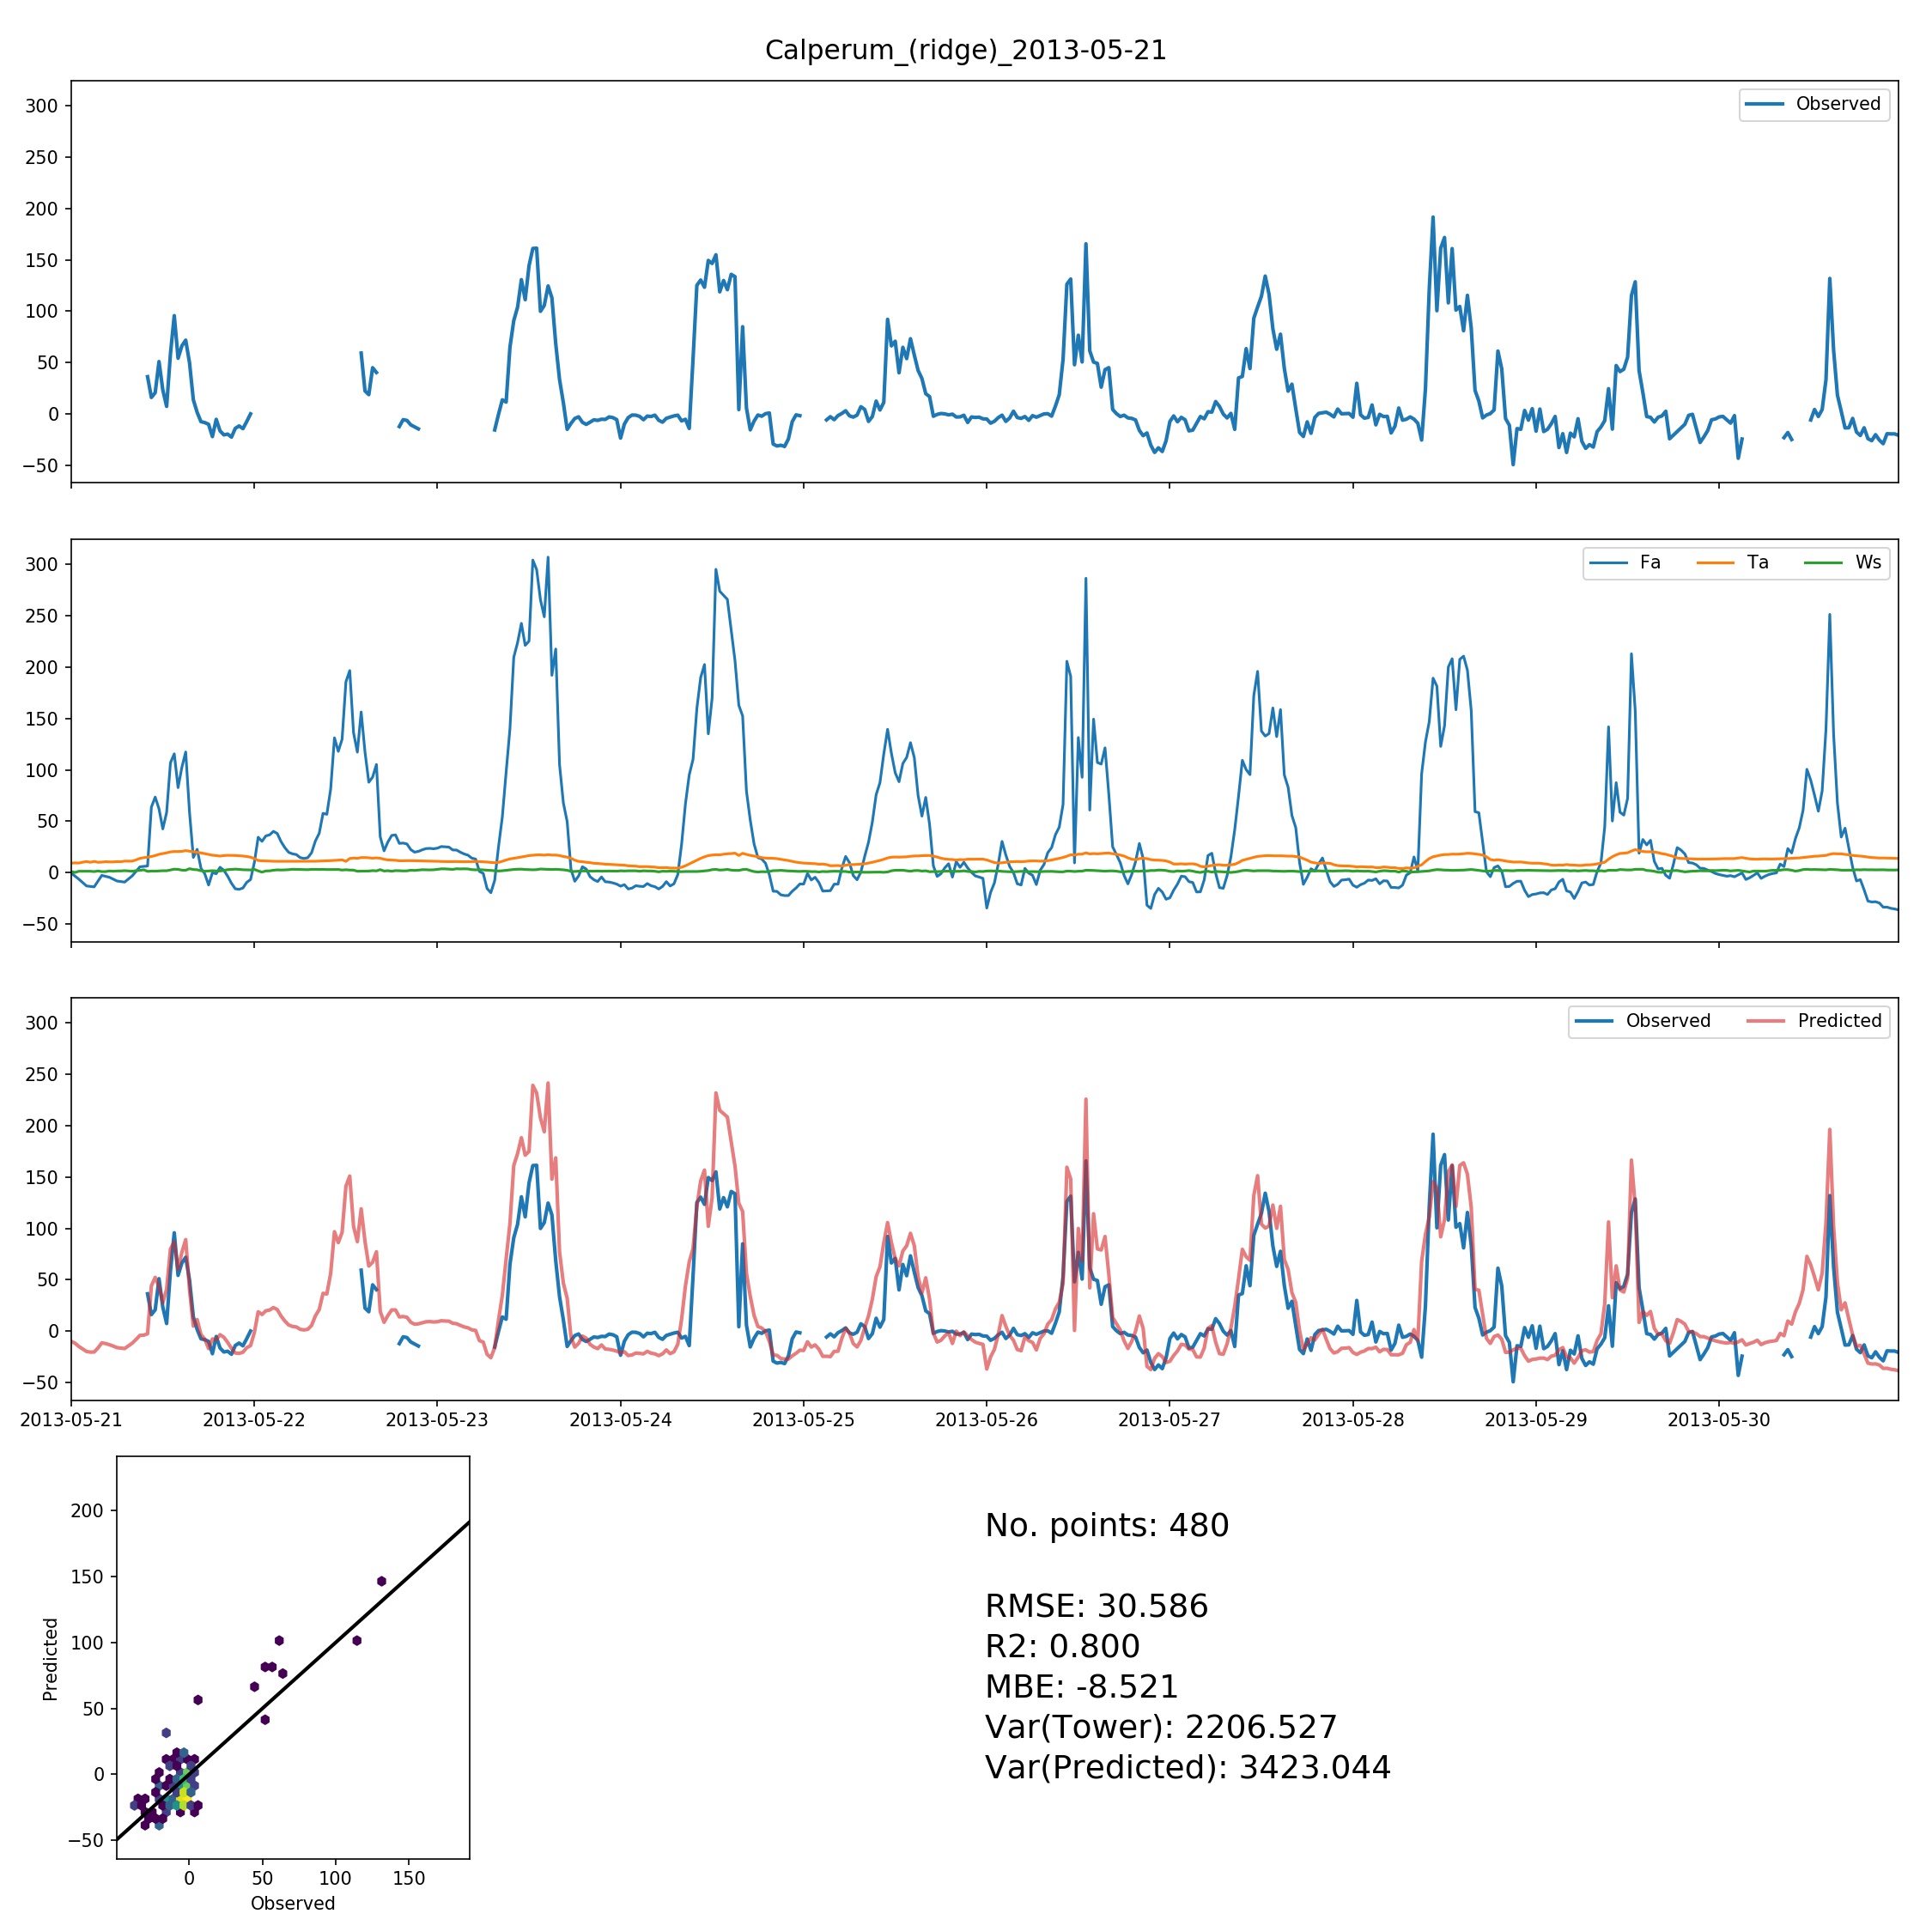 Calperum_(ridge)_2013-05-21
Observed
300
250
200
150
100
50
0
−50
Fa Ta Ws
300
250
200
150
100
50
0
−50
Observed Predicted
300
250
200
150
100
50
0
−50
2013-05-21 2013-05-22 2013-05-23 2013-05-24 2013-05-25 2013-05-26 2013-05-27 2013-05-28 2013-05-29 2013-05-30
Predicted
200
150
100
50
0
−50
0 50 100 150
Observed
No. points: 480
RMSE: 30.586
R2: 0.800
MBE: -8.521
Var(Tower): 2206.527
Var(Predicted): 3423.044